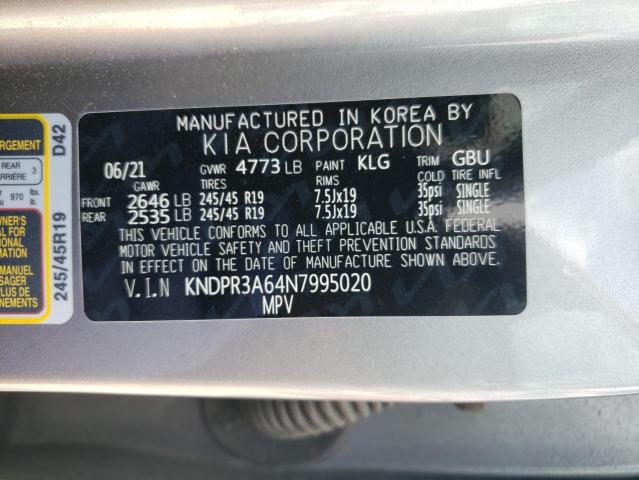 MANUFACTURED IN KOREA BY
KIA CORPORATION
06/21 GVWR 4773 LB PAINT KLG TRIM GBU
GAWR TIRES RIMS COLD TIRE INFL
FRONT 2646 LB 245/45 R19 7.5Jx19 35psi SINGLE
REAR 2535 LB 245/45 R19 7.5Jx19 35psi SINGLE
THIS VEHICLE CONFORMS TO ALL APPLICABLE U.S.A. FEDERAL
MOTOR VEHICLE SAFETY AND THEFT PREVENTION STANDARDS
IN EFFECT ON THE DATE OF MANUFACTURE SHOWN ABOVE.
V.I.N KNDPR3A64N7995020
MPV
REAR 3
970 lbs.
MANUEL
245/45R19 D42